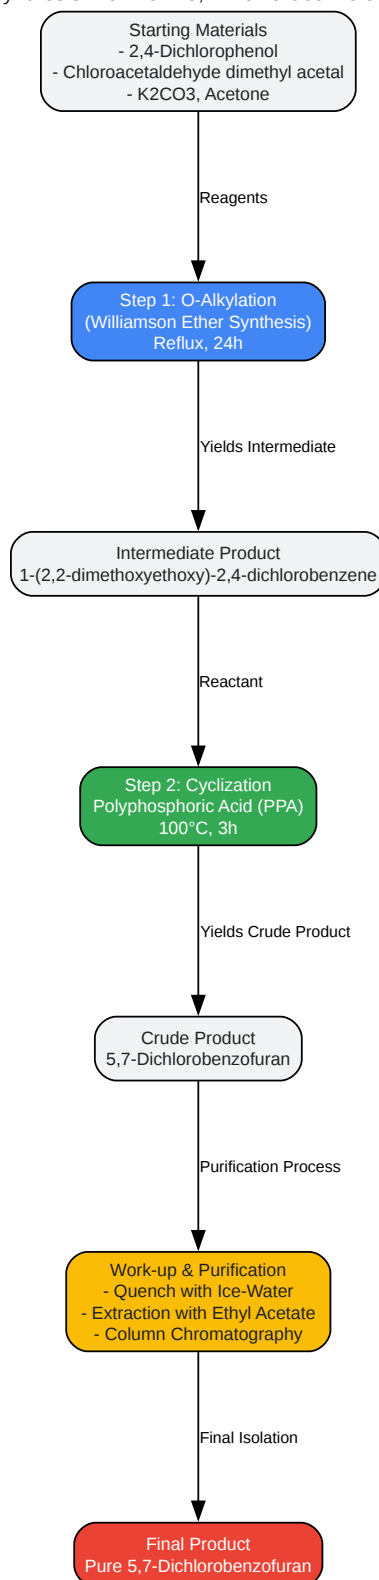 Starting Materials
- 2,4-Dichlorophenol
- Chloroacetaldehyde dimethyl acetal
- K2CO3, Acetone
Reagents
Step 1: O-Alkylation
(Williamson Ether Synthesis)
Reflux, 24h
Yields Intermediate
Intermediate Product
1-(2,2-dimethoxyethoxy)-2,4-dichlorobenzene
Reactant
Step 2: Cyclization
Polyphosphoric Acid (PPA)
100°C, 3h
Yields Crude Product
Crude Product
5,7-Dichlorobenzofuran
Purification Process
Work-up & Purification
- Quench with Ice-Water
- Extraction with Ethyl Acetate
- Column Chromatography
Final Isolation
Final Product
Pure 5,7-Dichlorobenzofuran